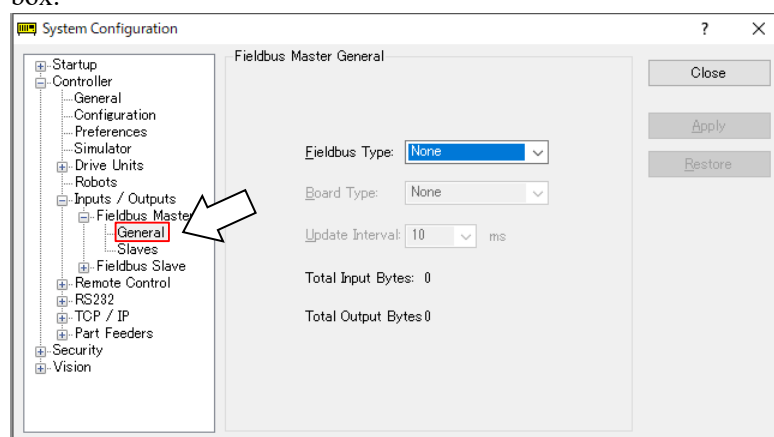 box.
System Configuration ? ×
Startup
Controller
General
Configuration
Preferences
Simulator
Drive Units
Robots
Inputs / Outputs
Fieldbus Master
General
Slaves
Fieldbus Slave
Remote Control
RS232
TCP / IP
Part Feeders
Security
Vision
Fieldbus Master General
Fieldbus Type: None
Board Type: None
Update Interval: 10 ms
Total Input Bytes: 0
Total Output Bytes 0
Close
Apply
Restore